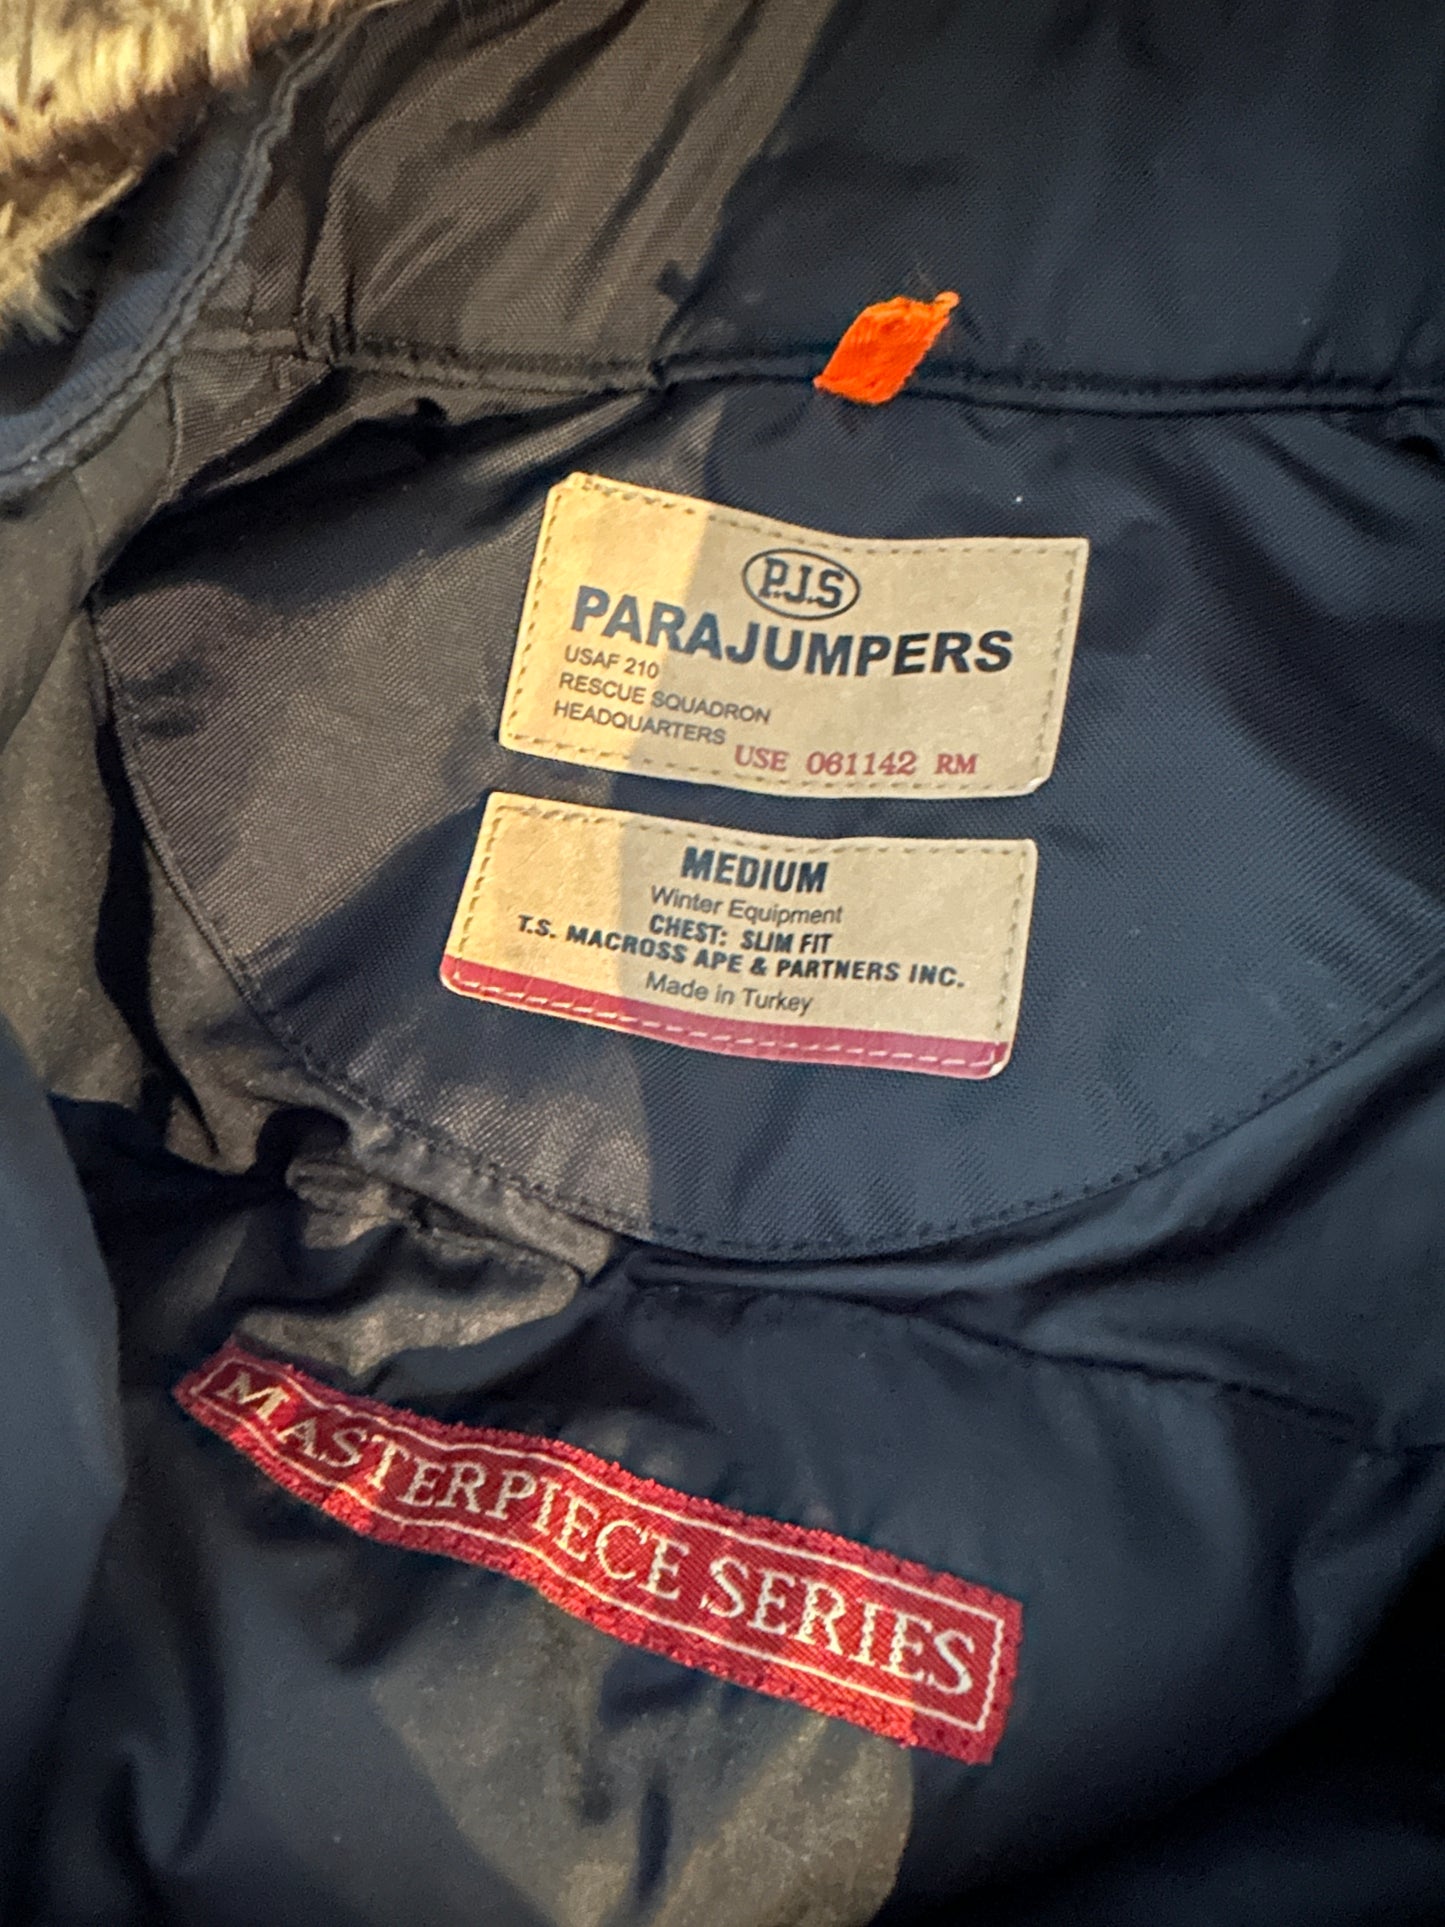 P.J.S
PARAJUMPERS
USAF 210
RESCUE SQUADRON
HEADQUARTERS
USE 061142 RM
MEDIUM
Winter Equipment
CHEST: SLIM FIT
T.S. MACROSS APE & PARTNERS INC.
Made in Turkey
MASTERPIECE SERIES